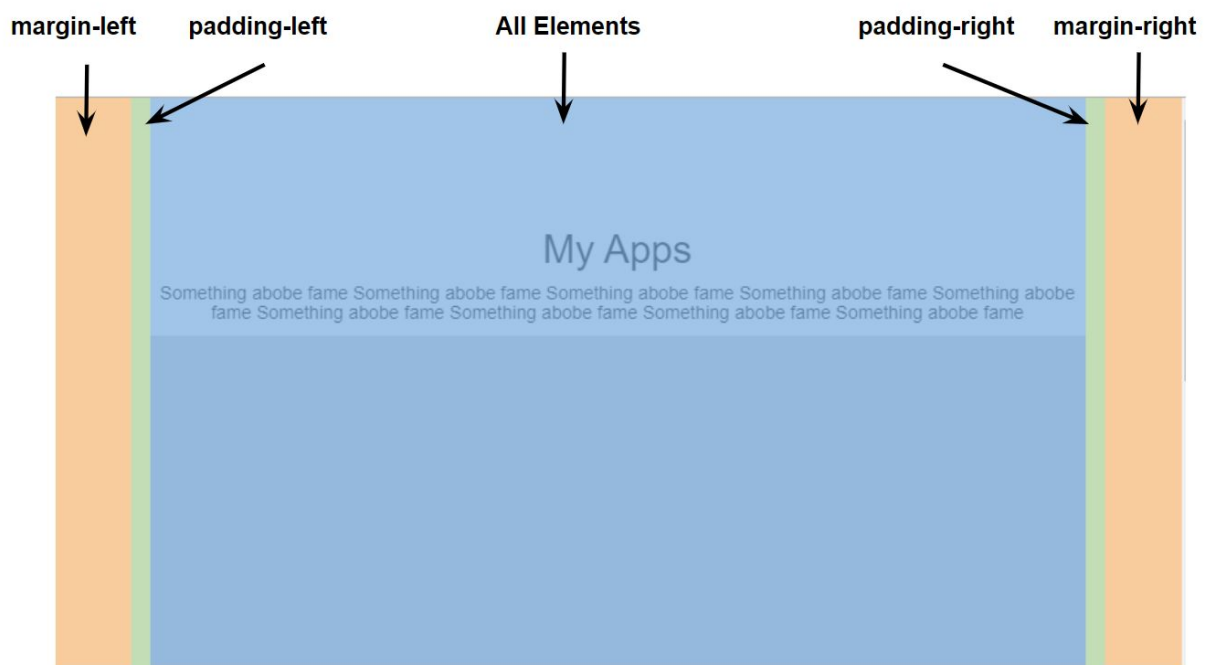 margin-left padding-left All Elements padding-right margin-right
My Apps
Something abobe fame Something abobe fame Something abobe fame Something abobe fame Something abobe
fame Something abobe fame Something abobe fame Something abobe fame Something abobe fame